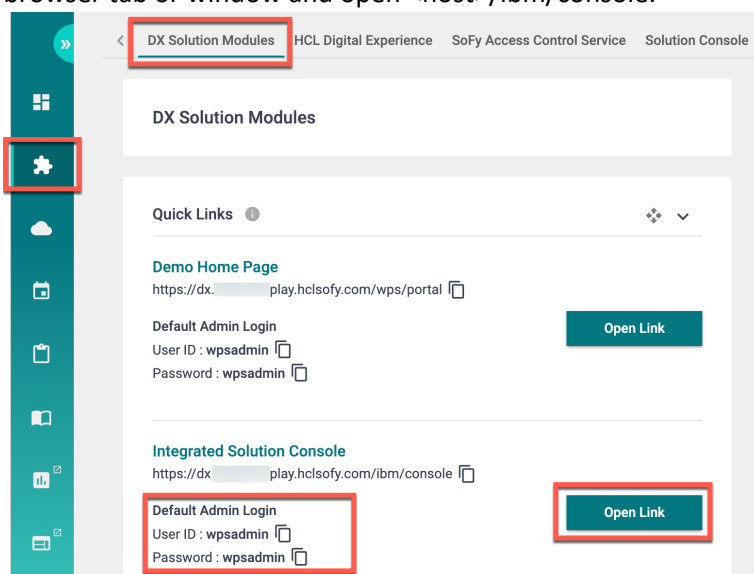 browser tab or window and open <host>/ibm/console.
DX Solution Modules HCL Digital Experience SoFy Access Control Service Solution Console
DX Solution Modules
Quick Links
Demo Home Page
https://dx. play.hclsofy.com/wps/portal
Default Admin Login
Open Link
User ID : wpsadmin
Password : wpsadmin
Integrated Solution Console
https://dx play.hclsofy.com/ibm/console
Default Admin Login
Open Link
User ID : wpsadmin
Password : wpsadmin